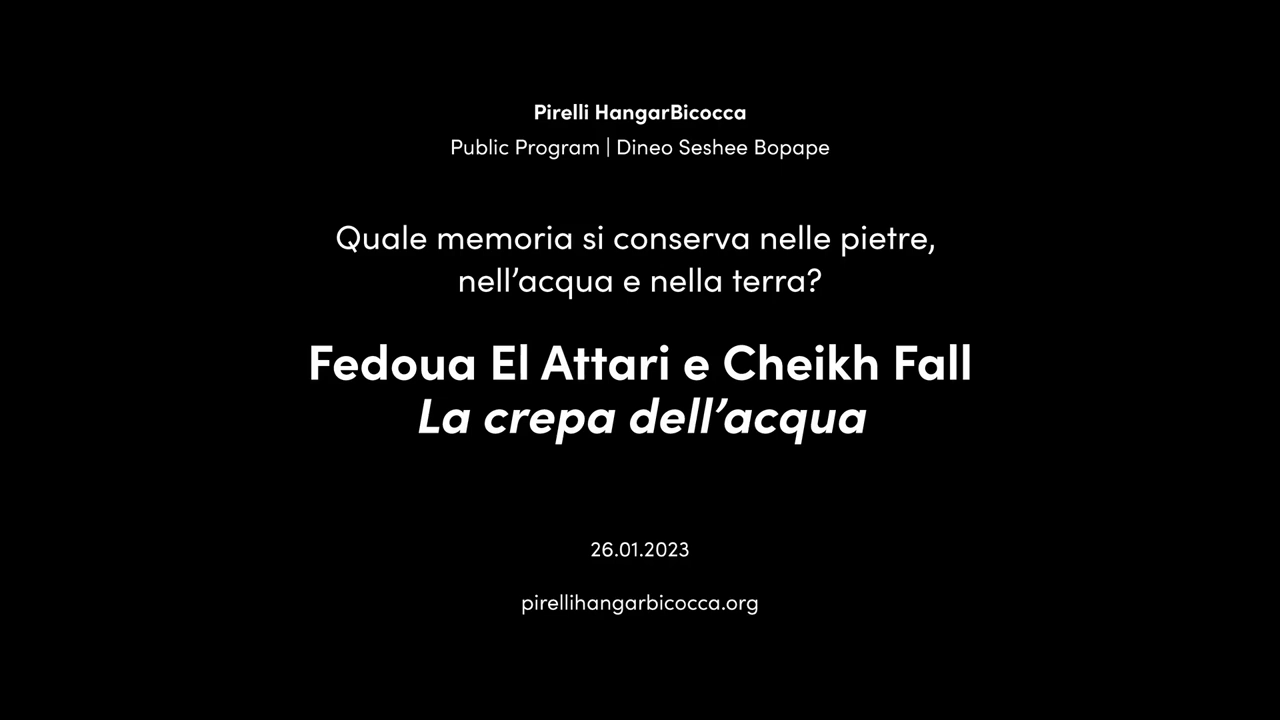 Pirelli HangarBicocca
Public Program | Dineo Seshee Bopape
Quale memoria si conserva nelle pietre,
nell’acqua e nella terra?
Fedoua El Attari e Cheikh Fall
La crepa dell’acqua
26.01.2023
pirellihangarbicocca.org